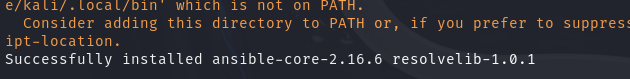 e/kali/.local/bin' which is not on PATH.
  Consider adding this directory to PATH or, if you prefer to suppress
ipt-location.
Successfully installed ansible-core-2.16.6 resolvelib-1.0.1